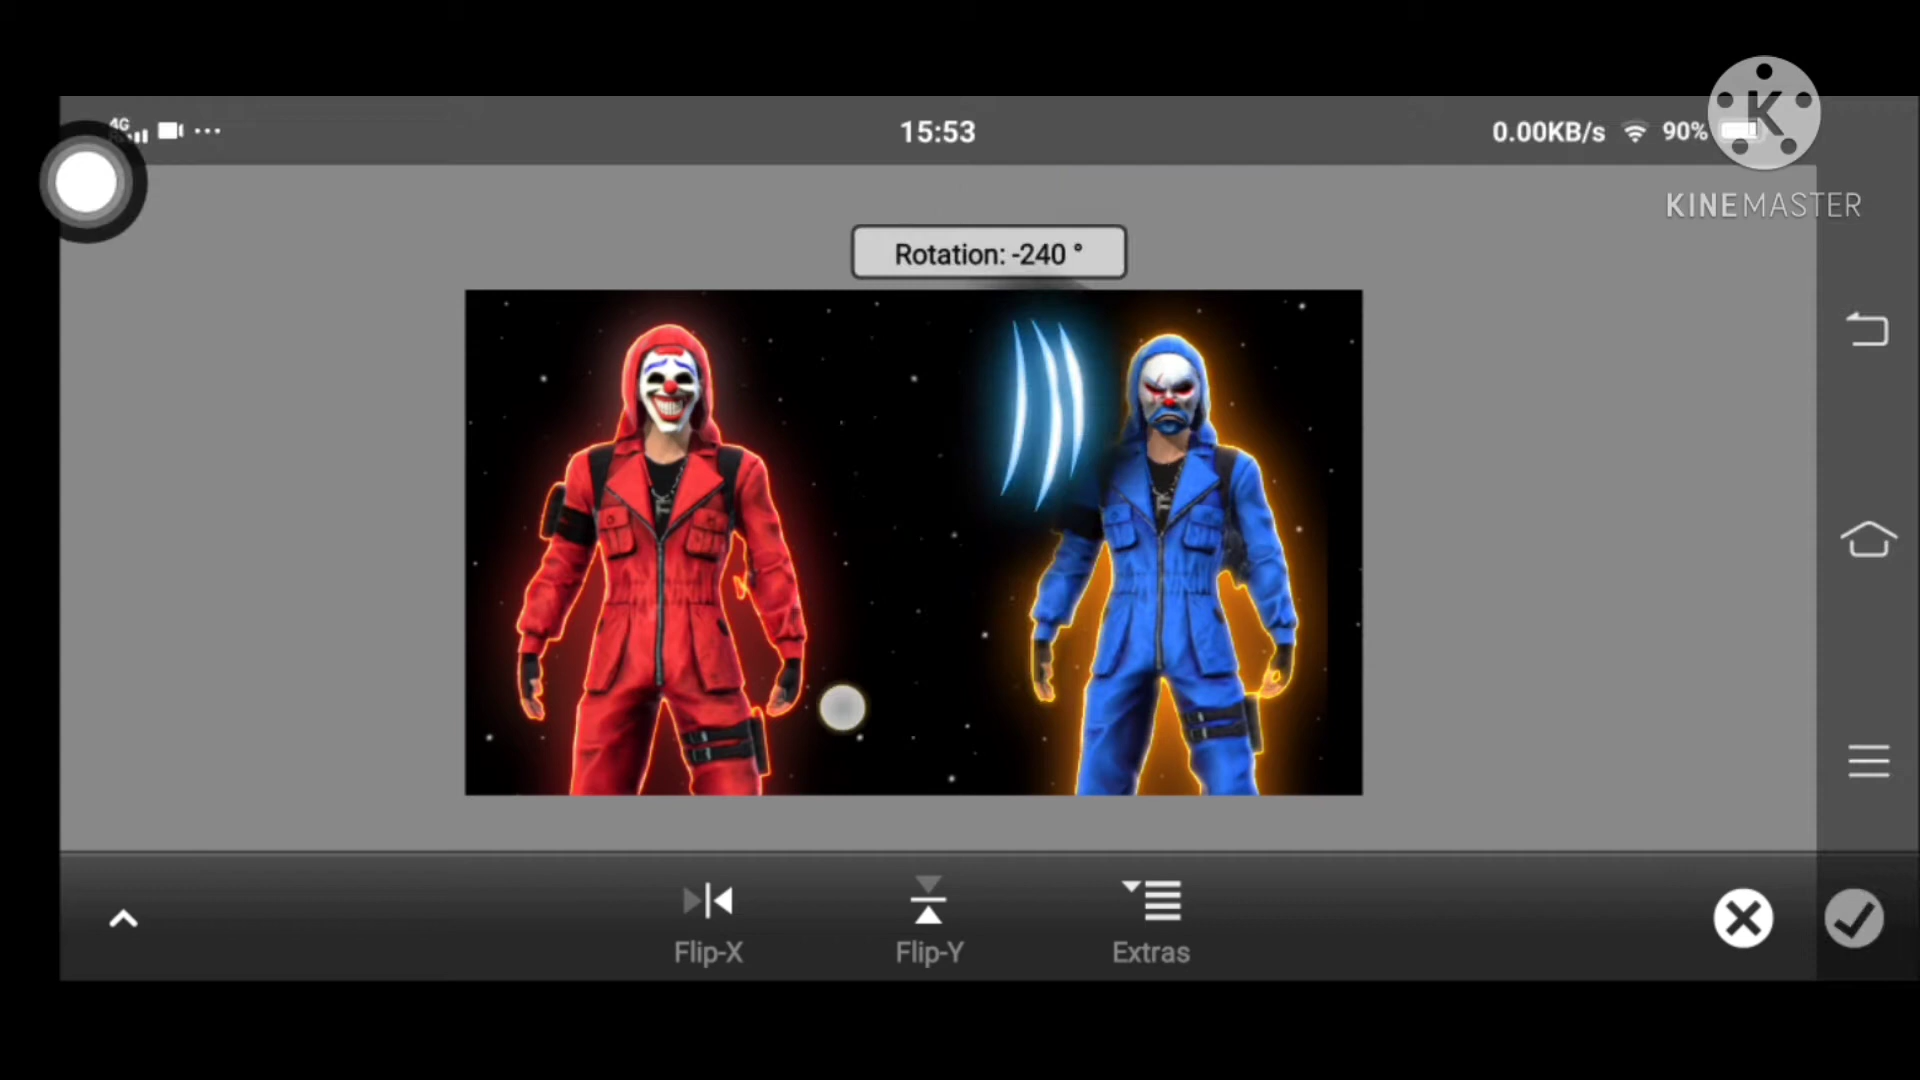 4G
15:53
0.00KB/s
90%
K
KINEMASTER
Rotation: -240 °
Flip-X
Flip-Y
Extras